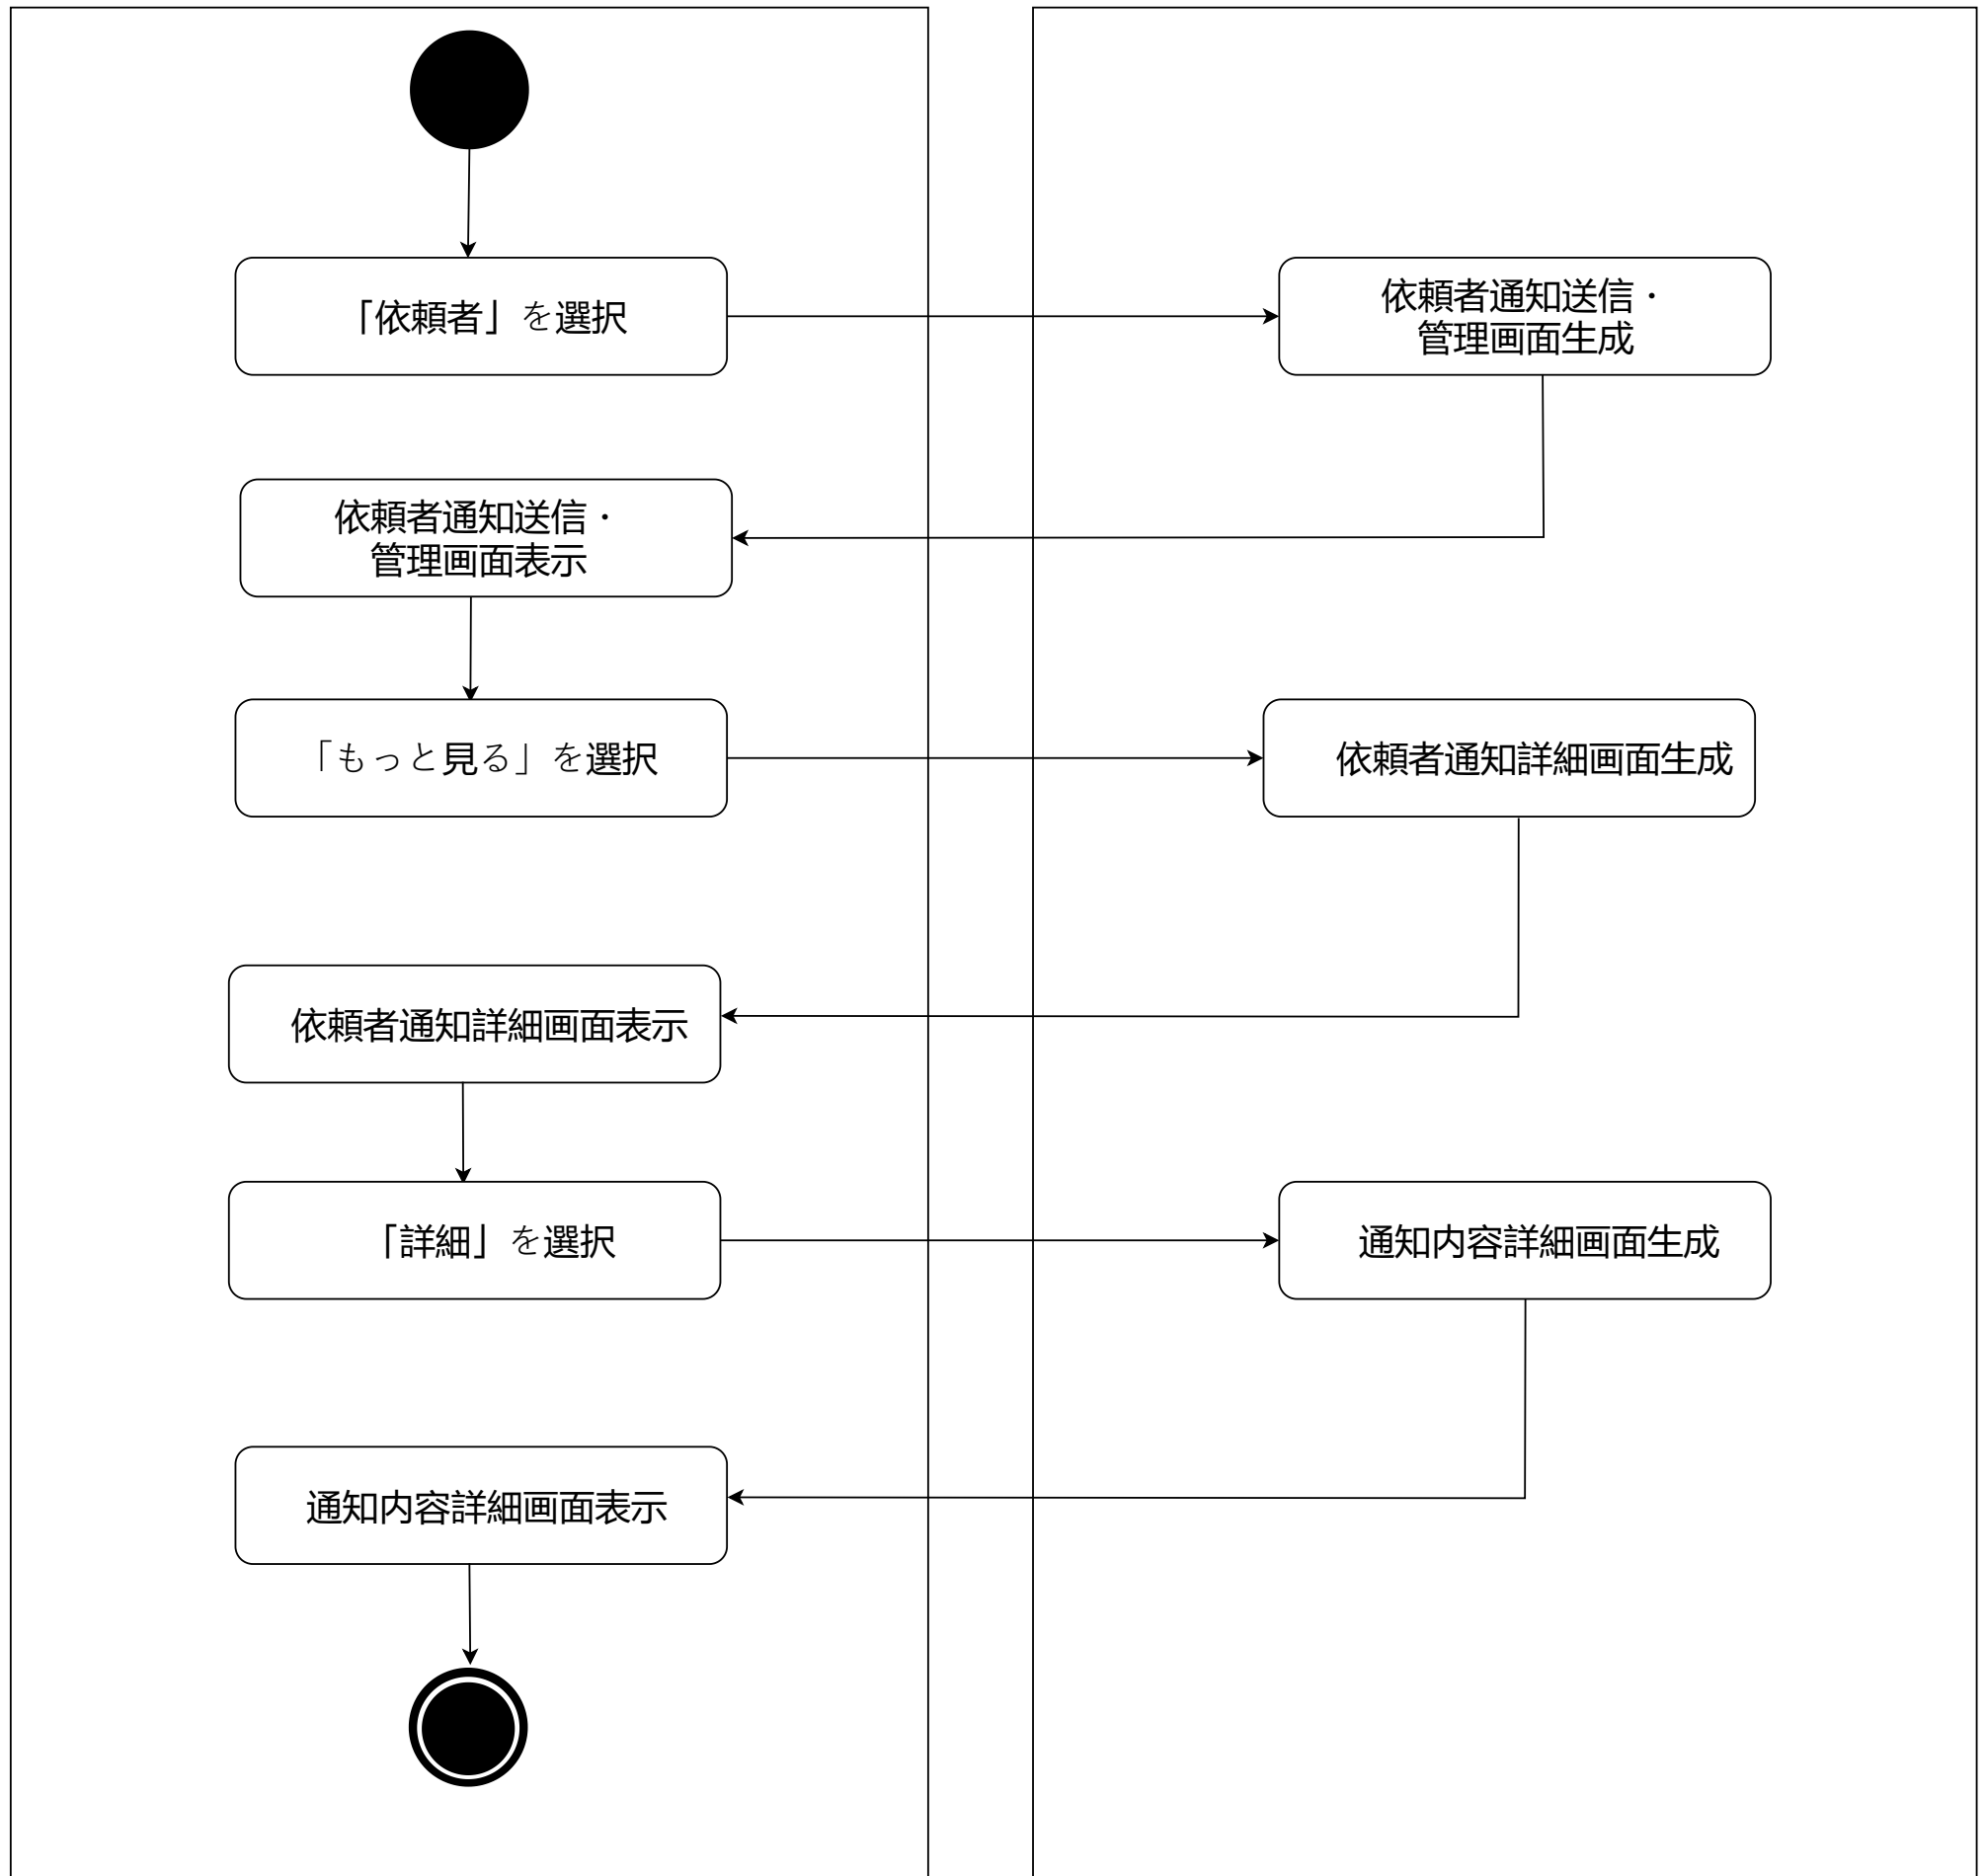 「依頼者」を選択
依頼者通知送信・
管理画面生成
依頼者通知送信・
管理画面表示
「もっと見る」を選択
依頼者通知詳細画面生成
依頼者通知詳細画面表示
「詳細」を選択
通知内容詳細画面生成
通知内容詳細画面表示